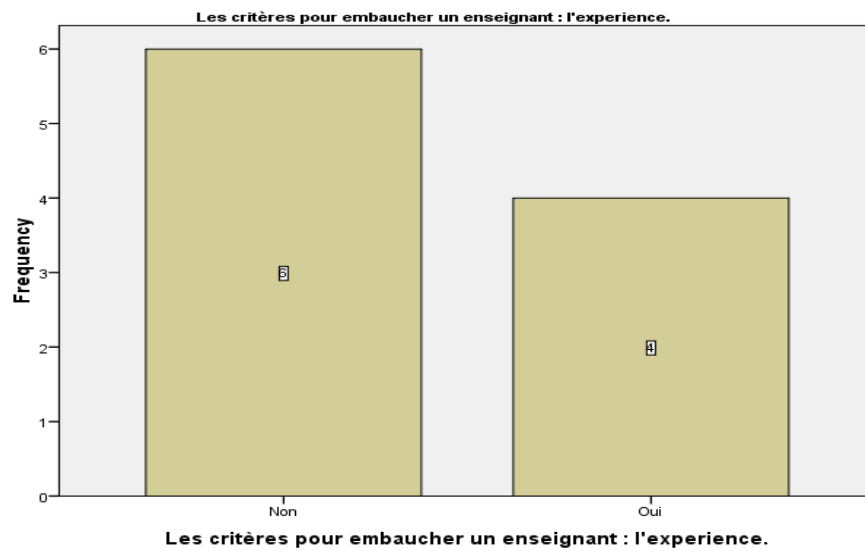 Les critères pour embaucher un enseignant : l'experience.
6
5
4
3
2
1
0
Frequency
6
4
Non Oui
Les critères pour embaucher un enseignant : l'experience.